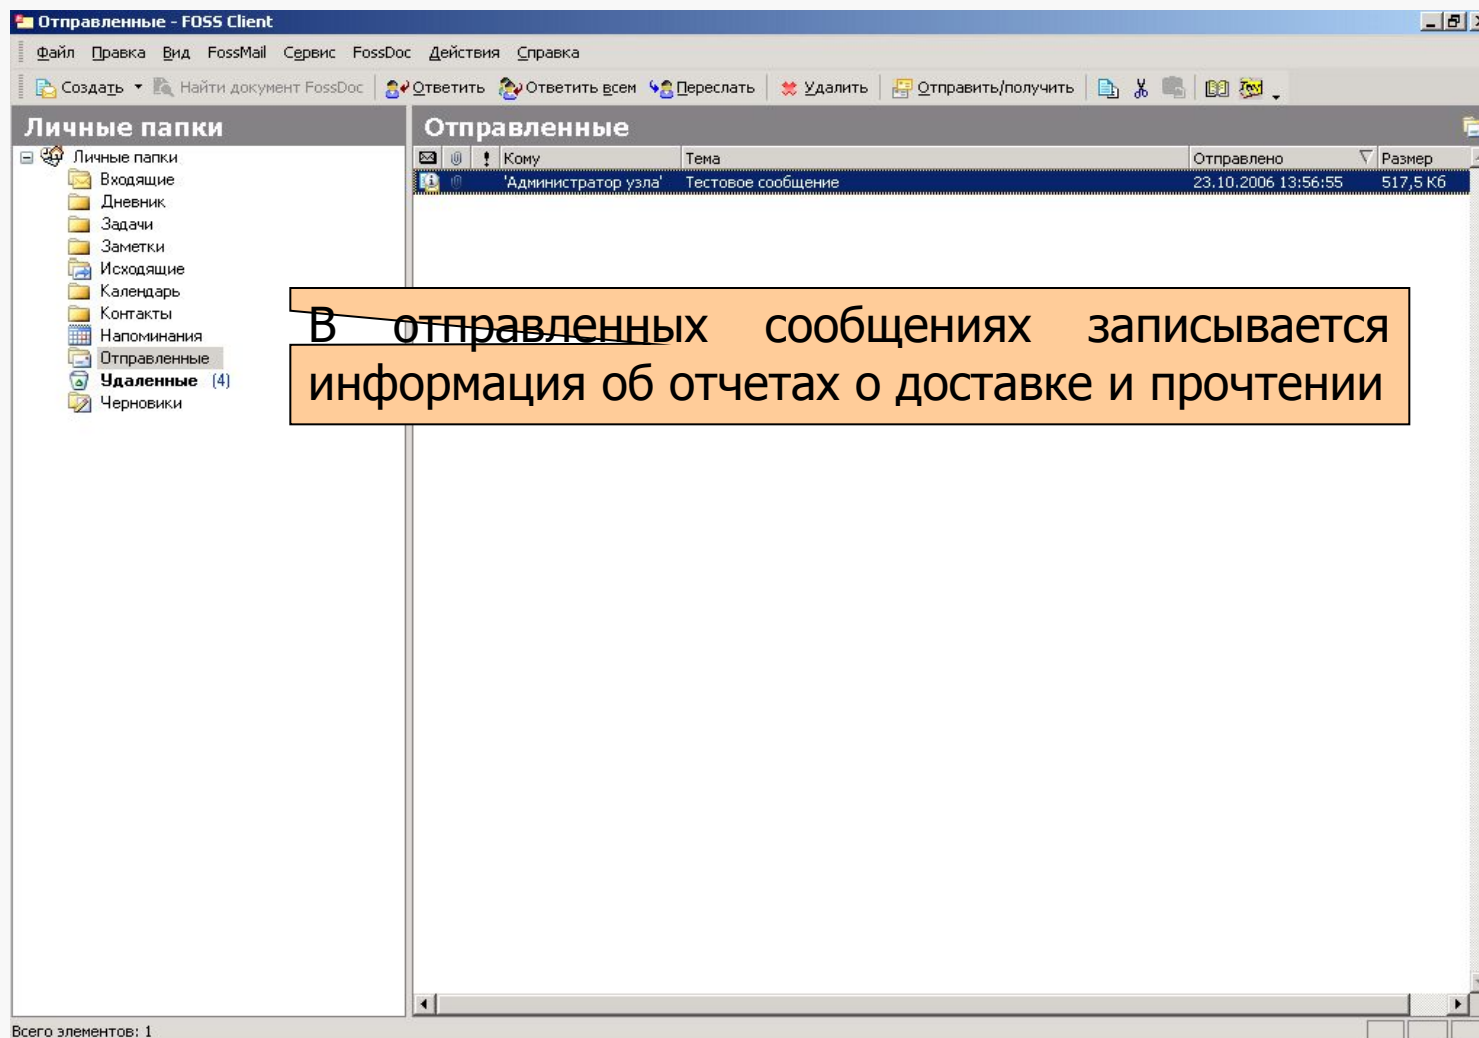 Отправленные - FOSS Client
Файл Правка Вид FossMail Сервис FossDoc Действия Справка
Создать Найти документ FossDoc Ответить Ответить всем Переслать Удалить Отправить/получить
Личные папки Отправленные
Личные папки
Кому Тема Отправлено Размер
Входящие
'Администратор узла' Тестовое сообщение 23.10.2006 13:56:55 517,5 Кб
Дневник
Задачи
Заметки
Исходящие
Календарь
Контакты
Напоминания
Отправленные
Удаленные (4)
Черновики
В отправленных сообщениях записывается
информация об отчетах о доставке и прочтении
Всего элементов: 1